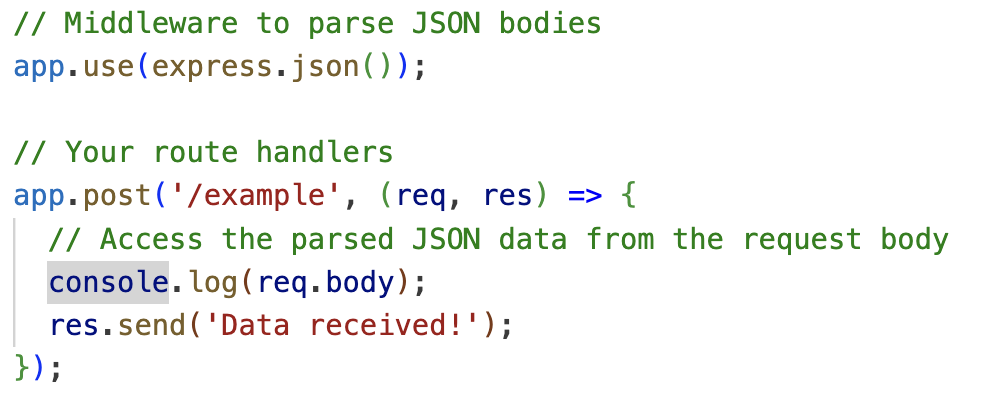 // Middleware to parse JSON bodies
app.use(express.json());
// Your route handlers
app.post('/example', (req, res) => {
  // Access the parsed JSON data from the request body
  console.log(req.body);
  res.send('Data received!');
});